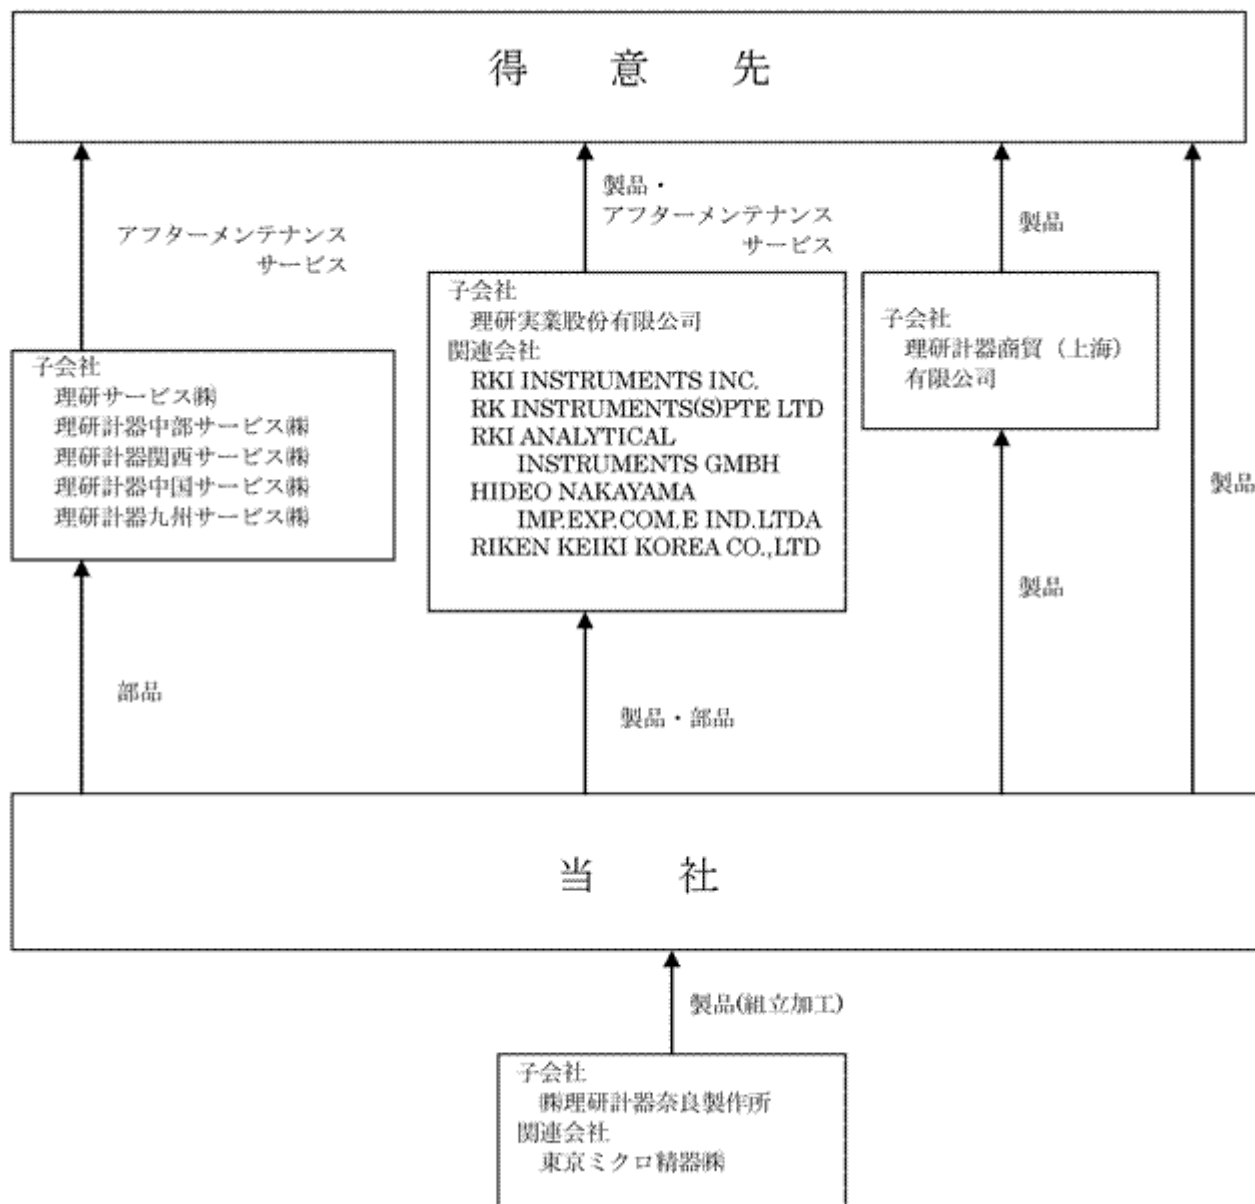 得 意 先
アフターメンテナンス
サービス
製品・
アフターメンテナンス
サービス
製品
製品
子会社
理研サービス㈱
理研計器中部サービス㈱
理研計器関西サービス㈱
理研計器中国サービス㈱
理研計器九州サービス㈱
子会社
理研実業股份有限公司
関連会社
RKI INSTRUMENTS INC.
RK INSTRUMENTS(S)PTE LTD
RKI ANALYTICAL
INSTRUMENTS GMBH
HIDEO NAKAYAMA
IMP.EXP.COM.E IND.LTDA
RIKEN KEIKI KOREA CO.,LTD
子会社
理研計器商貿（上海）
有限公司
部品
製品・部品
製品
当 社
製品(組立加工)
子会社
㈱理研計器奈良製作所
関連会社
東京ミクロ精器㈱